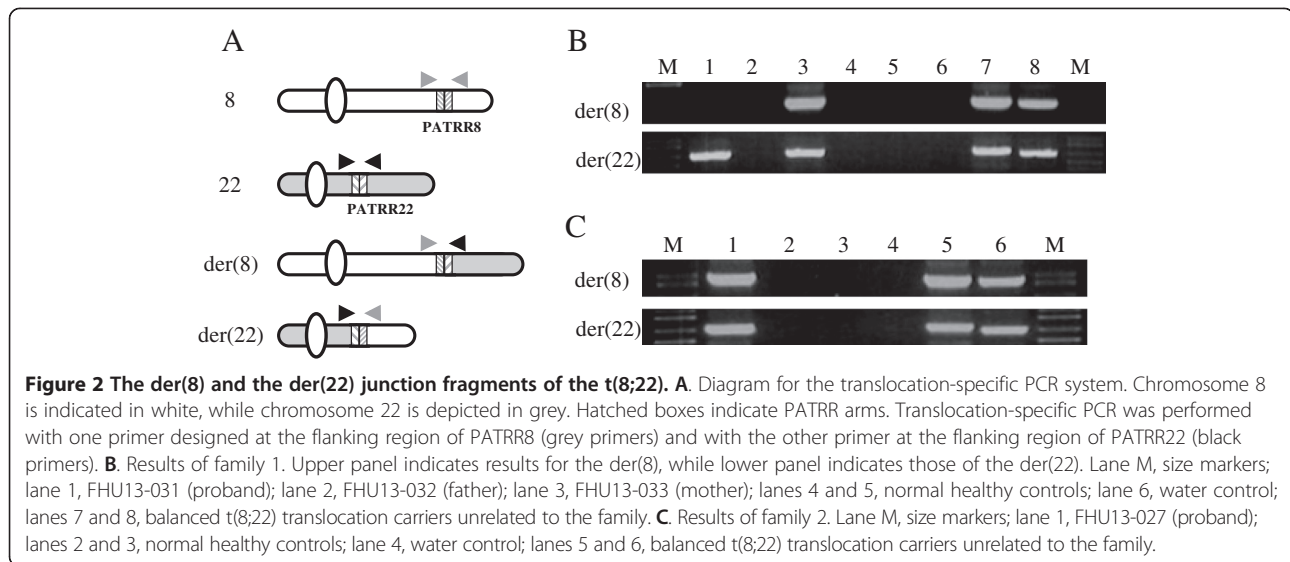 A
8
PATRR8
22
PATRR22
der(8)
der(22)
B
M 1 2 3 4 5 6 7 8 M
der(8)
der(22)
C
M 1 2 3 4 5 6 M
der(8)
der(22)
Figure 2 The der(8) and the der(22) junction fragments of the t(8;22). A. Diagram for the translocation-specific PCR system. Chromosome 8
is indicated in white, while chromosome 22 is depicted in grey. Hatched boxes indicate PATRR arms. Translocation-specific PCR was performed
with one primer designed at the flanking region of PATRR8 (grey primers) and with the other primer at the flanking region of PATRR22 (black
primers). B. Results of family 1. Upper panel indicates results for the der(8), while lower panel indicates those of the der(22). Lane M, size markers;
lane 1, FHU13-031 (proband); lane 2, FHU13-032 (father); lane 3, FHU13-033 (mother); lanes 4 and 5, normal healthy controls; lane 6, water control;
lanes 7 and 8, balanced t(8;22) translocation carriers unrelated to the family. C. Results of family 2. Lane M, size markers; lane 1, FHU13-027 (proband);
lanes 2 and 3, normal healthy controls; lane 4, water control; lanes 5 and 6, balanced t(8;22) translocation carriers unrelated to the family.